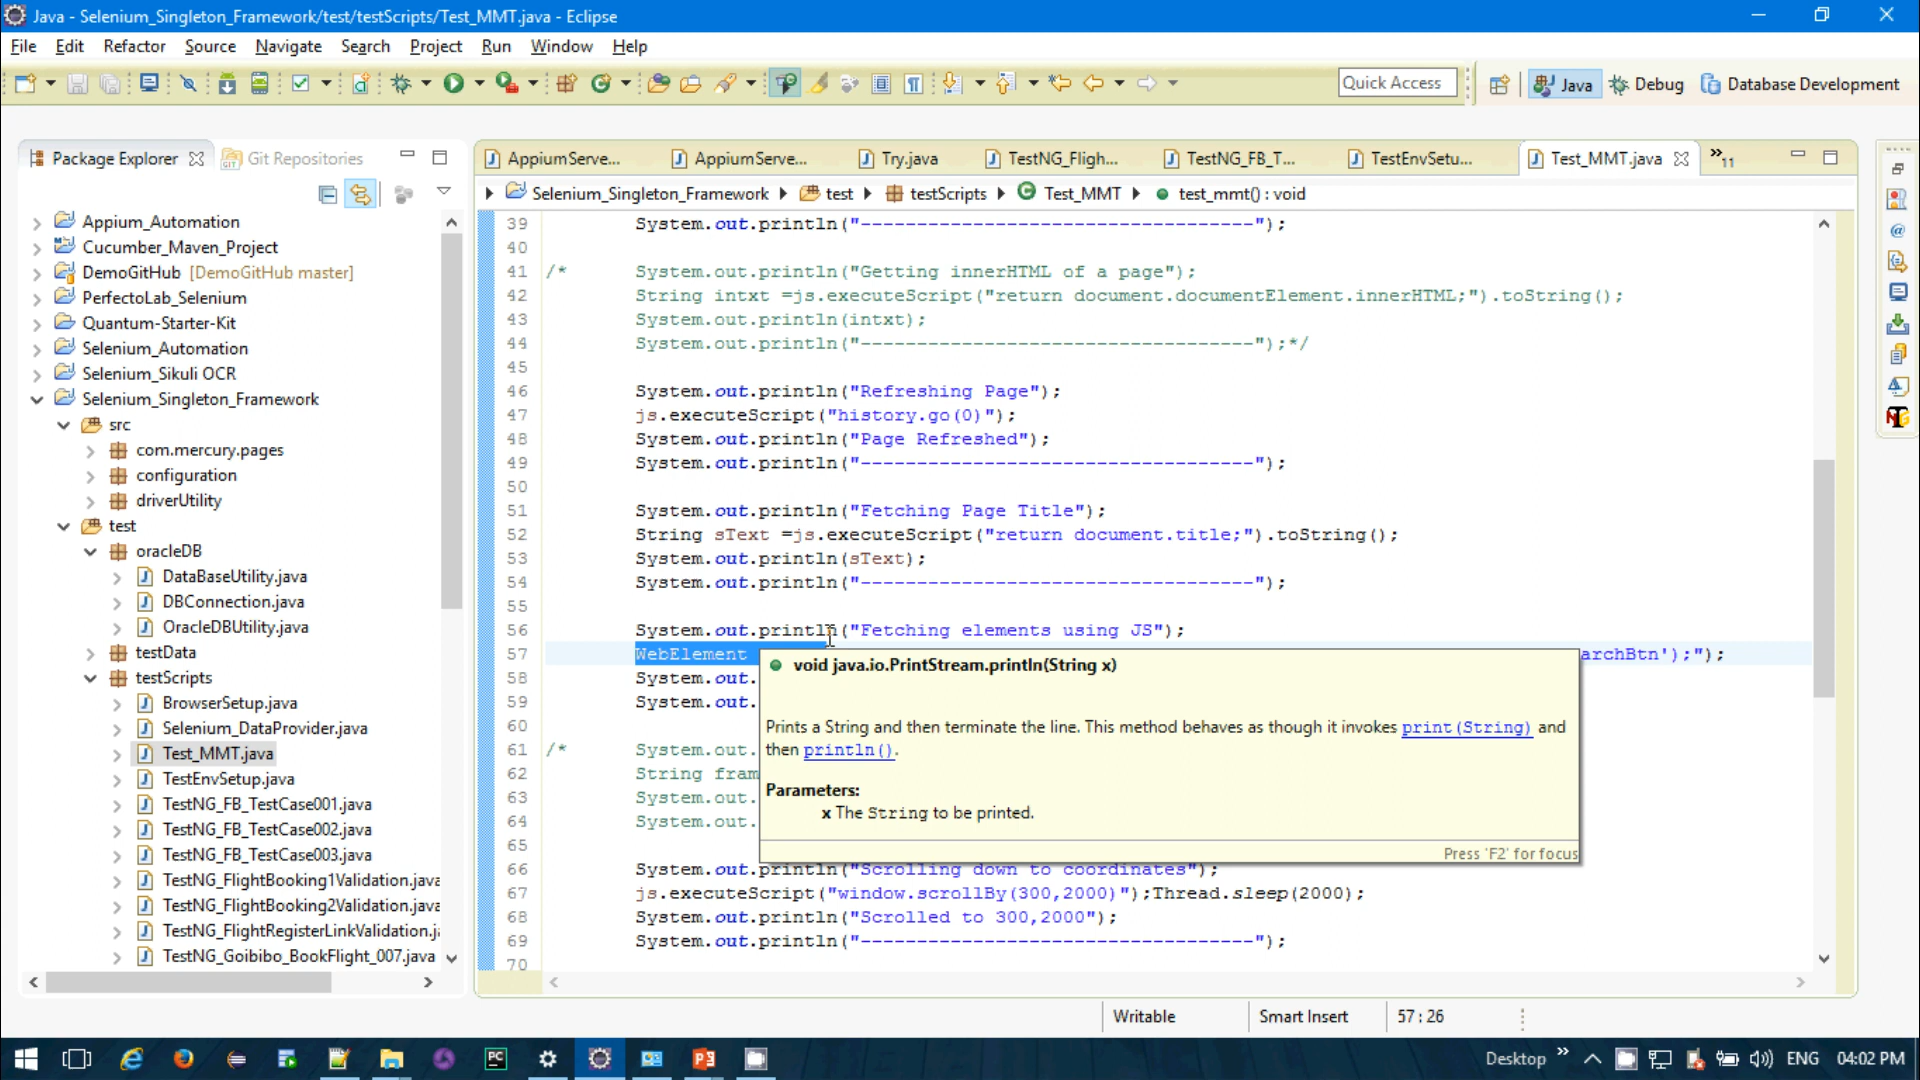 Java - Selenium_Singleton_Framework/test/testScripts/Test_MMT.java - Eclipse
File Edit Refactor Source Navigate Search Project Run Window Help
Quick Access Java Debug Database Development
Package Explorer Git Repositories
AppiumServe... AppiumServe... Try.java TestNG_Fligh... TestNG_FB_T... TestEnvSetu... Test_MMT.java »11
Selenium_Singleton_Framework test testScripts Test_MMT test_mmt() : void
Appium_Automation
Cucumber_Maven_Project
DemoGitHub [DemoGitHub master]
PerfectoLab_Selenium
Quantum-Starter-Kit
Selenium_Automation
Selenium_Sikuli OCR
Selenium_Singleton_Framework
src
com.mercury.pages
configuration
driverUtility
test
oracleDB
DataBaseUtility.java
DBConnection.java
OracleDBUtility.java
testData
testScripts
BrowserSetup.java
Selenium_DataProvider.java
Test_MMT.java
TestEnvSetup.java
TestNG_FB_TestCase001.java
TestNG_FB_TestCase002.java
TestNG_FB_TestCase003.java
TestNG_FlightBooking1Validation.java
TestNG_FlightBooking2Validation.java
TestNG_FlightRegisterLinkValidation.j
TestNG_Goibibo_BookFlight_007.java
39 System.out.println("-----------------------------------");
40
41 /* System.out.println("Getting innerHTML of a page");
42 String intxt =js.executeScript("return document.documentElement.innerHTML;").toString();
43 System.out.println(intxt);
44 System.out.println("-----------------------------------");*/
45
46 System.out.println("Refreshing Page");
47 js.executeScript("history.go(0)");
48 System.out.println("Page Refreshed");
49 System.out.println("-----------------------------------");
50
51 System.out.println("Fetching Page Title");
52 String sText =js.executeScript("return document.title;").toString();
53 System.out.println(sText);
54 System.out.println("-----------------------------------");
55
56 System.out.println("Fetching elements using JS");
57 WebElement archBtn');");
58 System.out.
59 System.out.
60
61 /* System.out.
62 String fram
63 System.out.
64 System.out.
65
66 System.out.println("Scrolling down to coordinates");
67 js.executeScript("window.scrollBy(300,2000)");Thread.sleep(2000);
68 System.out.println("Scrolled to 300,2000");
69 System.out.println("-----------------------------------");
70
void java.io.PrintStream.println(String x)
Prints a String and then terminate the line. This method behaves as though it invokes print(String) and
then println().
Parameters:
x The String to be printed.
Press 'F2' for focus
Writable Smart Insert 57 : 26
Desktop » ENG 04:02 PM